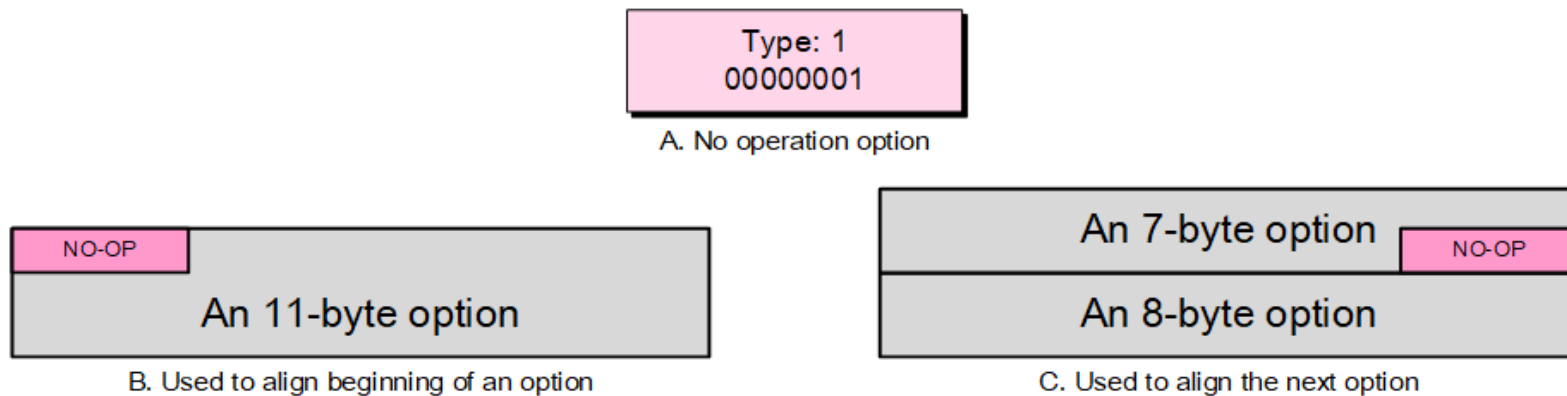 Type: 1
00000001
A. No operation option
NO-OP
An 11-byte option
B. Used to align beginning of an option
An 7-byte option
NO-OP
An 8-byte option
C. Used to align the next option